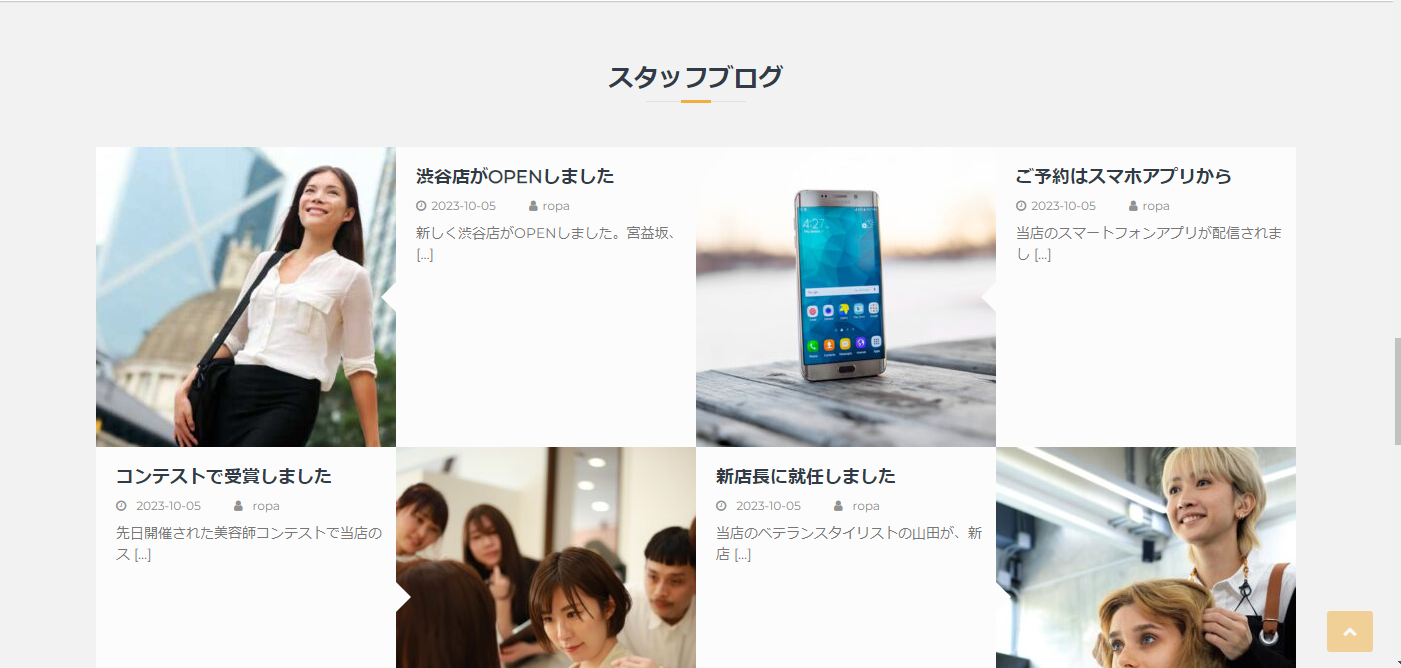 スタッフブログ
渋谷店がOPENしました
2023-10-05 ropa
新しく渋谷店がOPENしました。宮益坂、
[...]
4:27
ご予約はスマホアプリから
2023-10-05 ropa
当店のスマートフォンアプリが配信されま
し [...]
コンテストで受賞しました
2023-10-05 ropa
先日開催された美容師コンテストで当店の
ス [...]
新店長に就任しました
2023-10-05 ropa
当店のベテランスタイリストの山田が、新
店 [...]